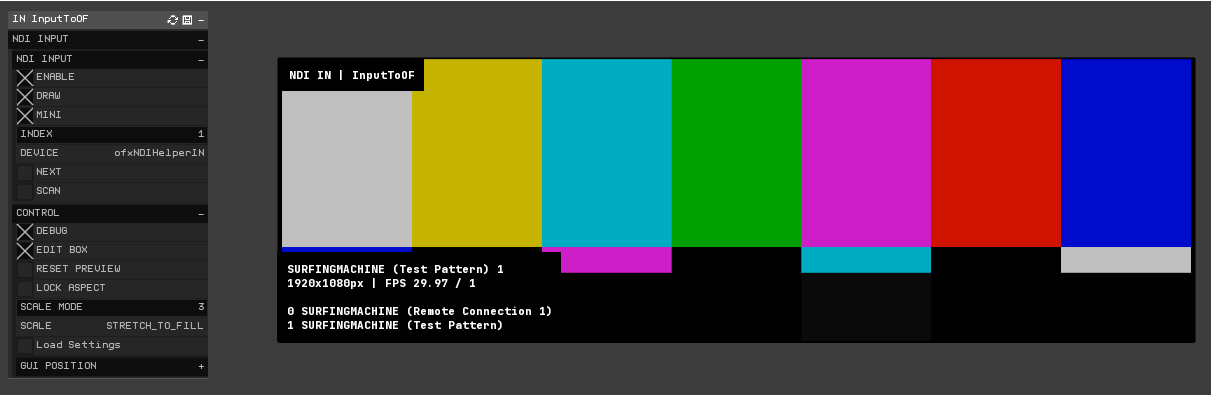 IN InputToOF
NDI INPUT
NDI INPUT
ENABLE
DRAW
MINI
INDEX 1
DEVICE ofxNDIHelperIN
NEXT
SCAN
CONTROL
DEBUG
EDIT BOX
RESET PREVIEW
LOCK ASPECT
SCALE MODE 3
SCALE STRETCH_TO_FILL
Load Settings
GUI POSITION +
NDI IN | InputToOF
SURFINGMACHINE (Test Pattern) 1
1920x1080px | FPS 29.97 / 1
0 SURFINGMACHINE (Remote Connection 1)
1 SURFINGMACHINE (Test Pattern)